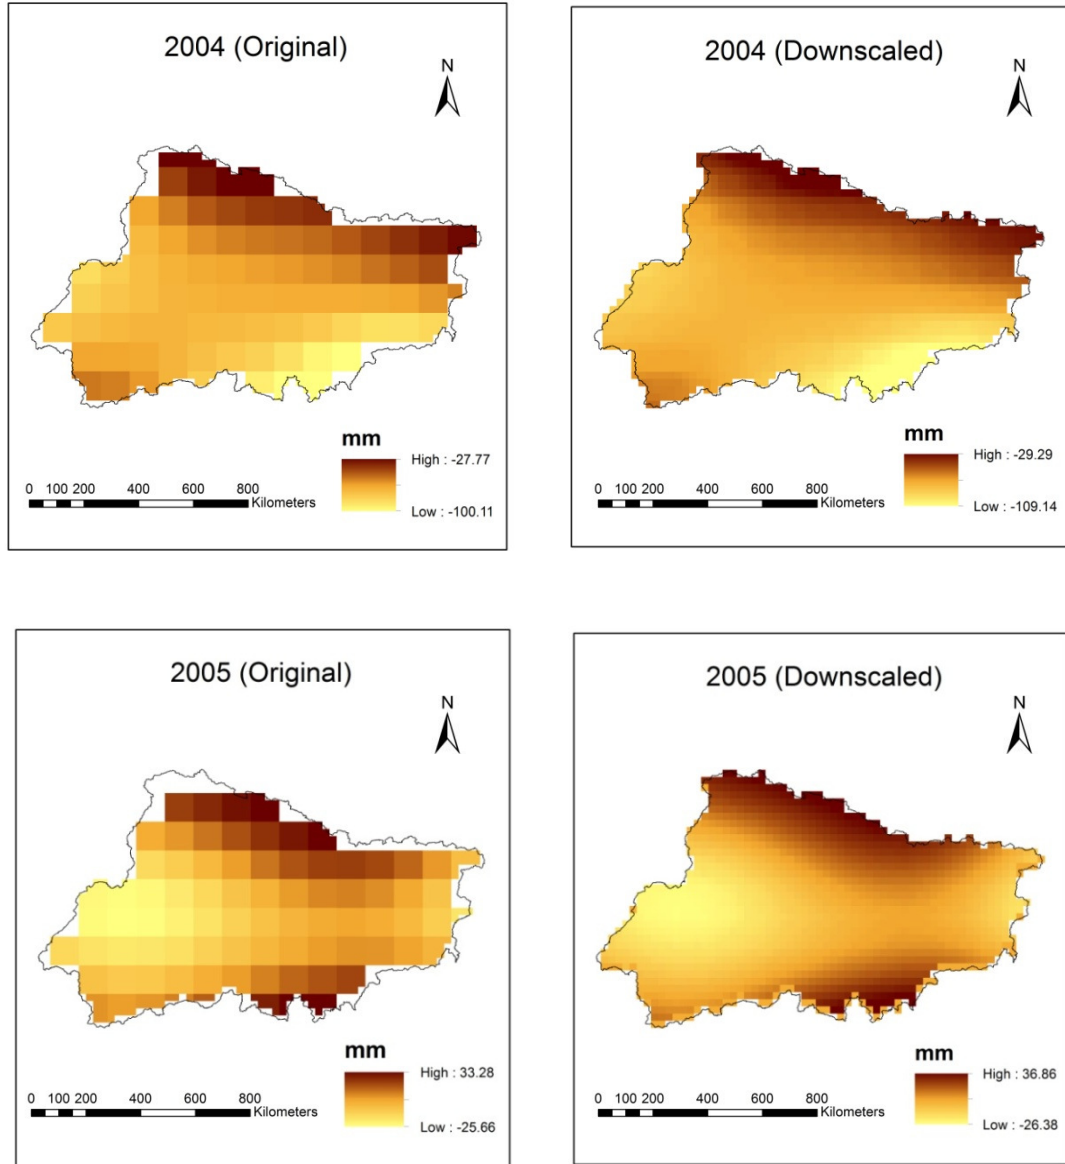 2004 (Original)
N
mm
High : -27.77
Low : -100.11
0 100 200 400 600 800
Kilometers
2004 (Downscaled)
N
mm
High : -29.29
Low : -109.14
0 100 200 400 600 800
Kilometers
2005 (Original)
N
mm
High : 33.28
Low : -25.66
0 100 200 400 600 800
Kilometers
2005 (Downscaled)
N
mm
High : 36.86
Low : -26.38
0 100 200 400 600 800
Kilometers